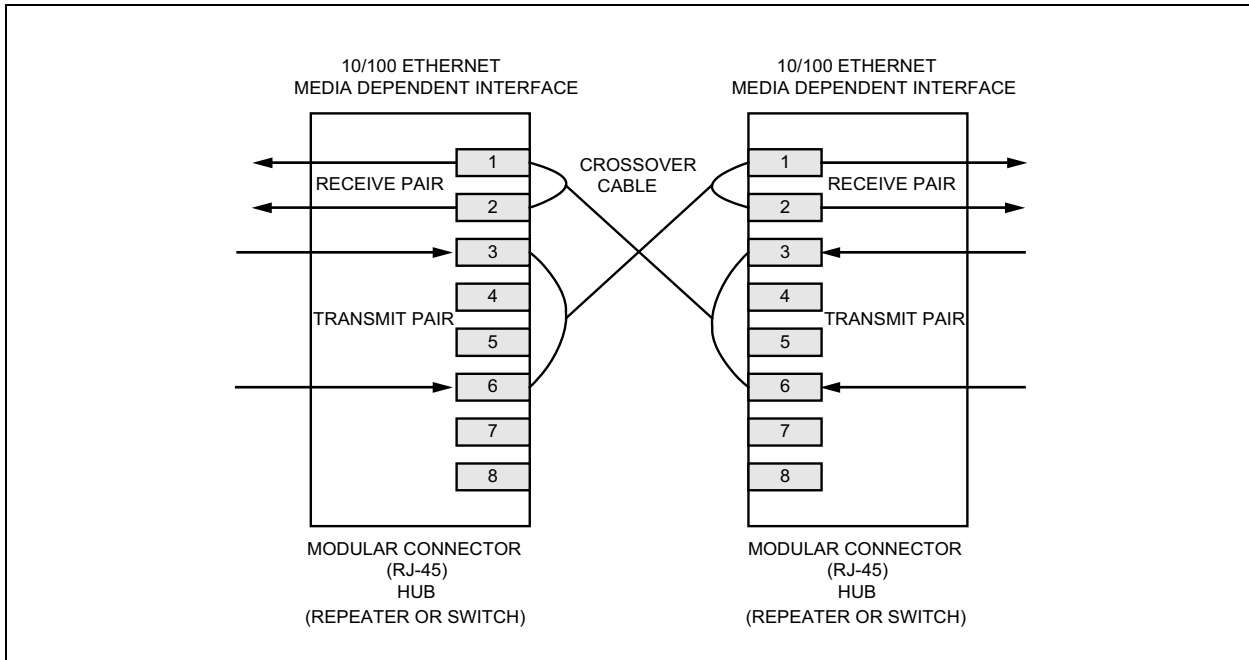 10/100 ETHERNET
MEDIA DEPENDENT INTERFACE
10/100 ETHERNET
MEDIA DEPENDENT INTERFACE
1
RECEIVE PAIR
2
3
4
TRANSMIT PAIR
5
6
7
8
CROSSOVER
CABLE
1
RECEIVE PAIR
2
3
4
TRANSMIT PAIR
5
6
7
8
MODULAR CONNECTOR
(RJ-45)
HUB
(REPEATER OR SWITCH)
MODULAR CONNECTOR
(RJ-45)
HUB
(REPEATER OR SWITCH)